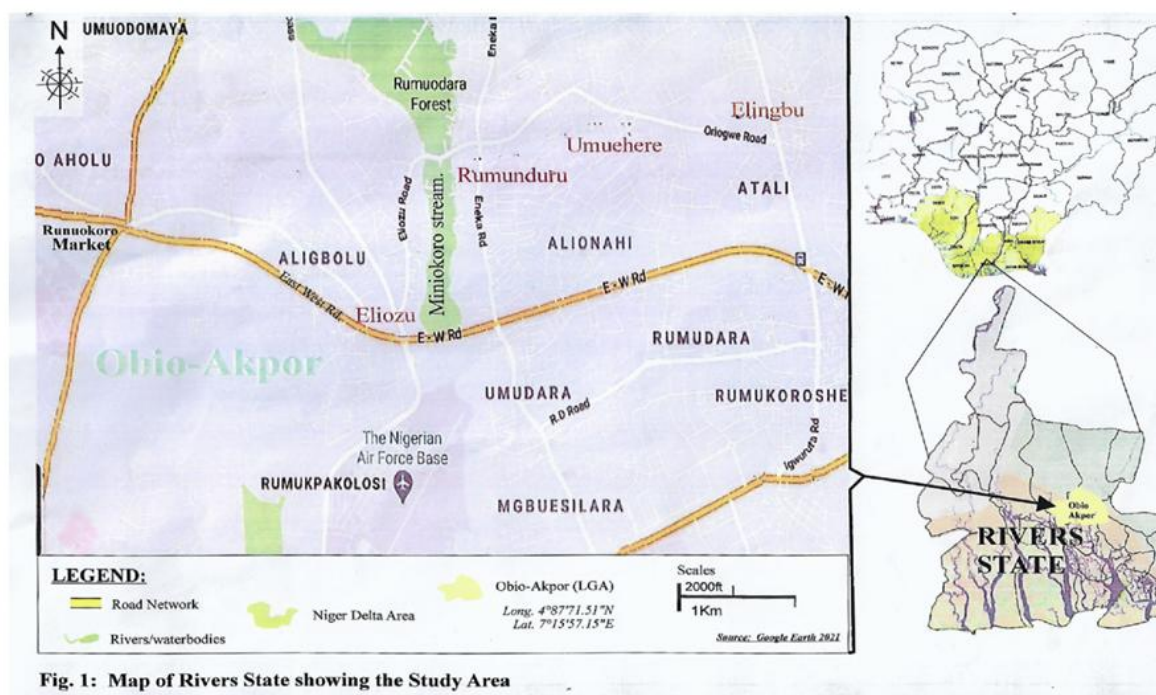 N
UMUODOMAYA
Rumuodara
Forest
Eneka Rd
Elingbu
Orlogwe Road
Umuehere
O AHOLU
Rumunduru
ATALI
Eliozu Road
Miniokoro stream.
Eneka Rd
Runuokoro
Market
ALIGBOLU
ALIONAHI
East West Rd.
E - W Rd
E - W R
Eliozu
E - W Rd
RUMUDARA
Obio-Akpor
UMUDARA
RUMUKOROSHE
R.D Road
The Nigerian
Air Force Base
RUMUKPAKOLOSI
Igwurufa Rd
MGBUESILARA
Obio
Akpor
RIVERS
STATE
LEGEND:
Road Network
Rivers/waterbodies
Niger Delta Area
Obio-Akpor (LGA)
Long. 4°87'71.51"N
Lat. 7°15'57.15"E
Scales
2000ft
1Km
Source: Google Earth 2021
Fig. 1: Map of Rivers State showing the Study Area